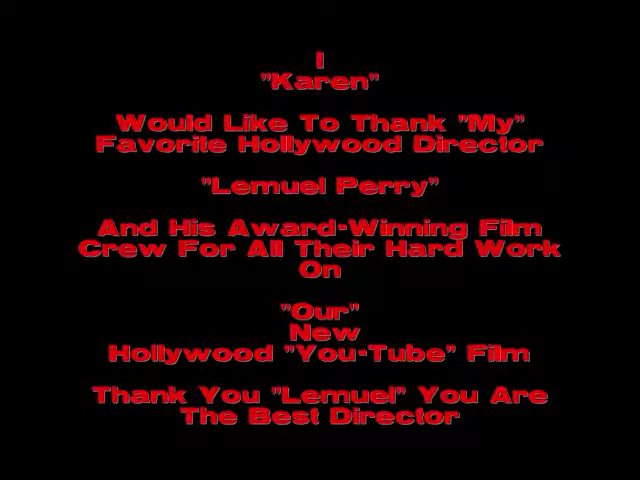 I
"Karen"
Would Like To Thank "My"
Favorite Hollywood Director
"Lemuel Perry"
And His Award-Winning Film
Crew For All Their Hard Work
On
"Our"
New
Hollywood "You-Tube" Film
Thank You "Lemuel" You Are
The Best Director